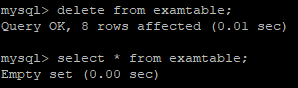 mysql> delete from examtable;
Query OK, 8 rows affected (0.01 sec)
mysql> select * from examtable;
Empty set (0.00 sec)